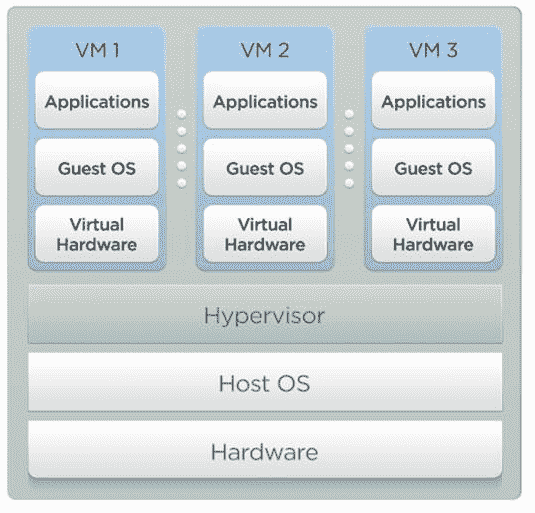 VM 1
Applications
Guest OS
Virtual
Hardware
VM 2
Applications
Guest OS
Virtual
Hardware
VM 3
Applications
Guest OS
Virtual
Hardware
Hypervisor
Host OS
Hardware